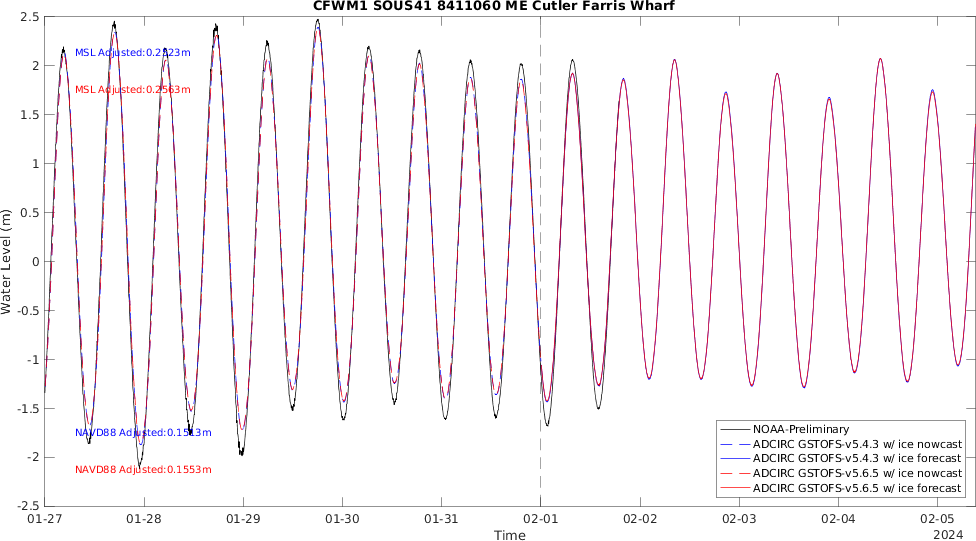 CFWM1 SOUS41 8411060 ME Cutler Farris Wharf
2.5
2
1.5
1
0.5
0
-0.5
-1
-1.5
-2
-2.5
Water Level (m)
MSL Adjusted:0.2523m
MSL Adjusted:0.2563m
NAVD88 Adjusted:0.1513m
NAVD88 Adjusted:0.1553m
NOAA-Preliminary
ADCIRC GSTOFS-v5.4.3 w/ ice nowcast
ADCIRC GSTOFS-v5.4.3 w/ ice forecast
ADCIRC GSTOFS-v5.6.5 w/ ice nowcast
ADCIRC GSTOFS-v5.6.5 w/ ice forecast
01-27 01-28 01-29 01-30 01-31 02-01 02-02 02-03 02-04 02-05
Time
2024